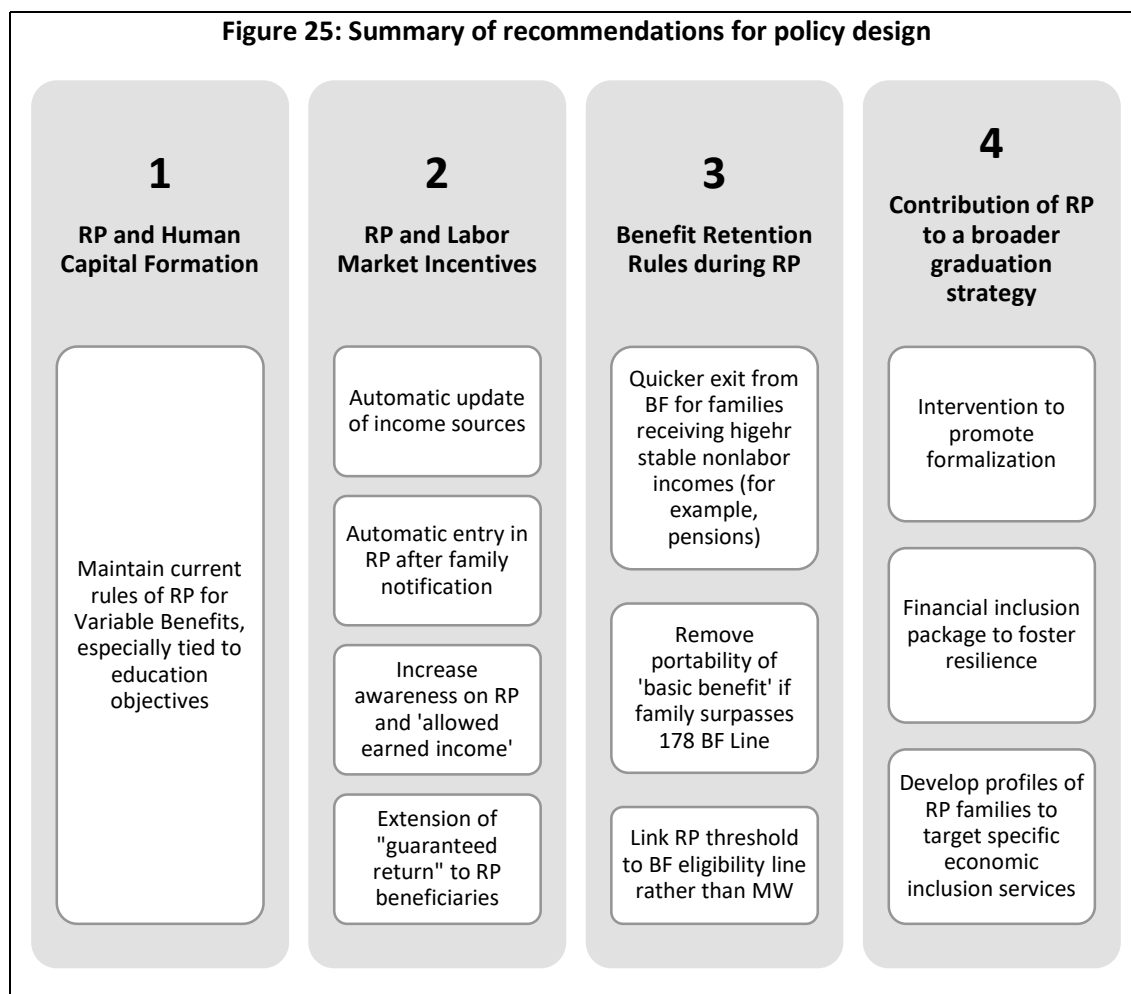 Figure 25: Summary of recommendations for policy design
1
RP and Human
Capital Formation
Maintain current
rules of RP for
Variable Benefits,
especially tied to
education
objectives
2
RP and Labor
Market Incentives
Automatic update
of income sources
Automatic entry in
RP after family
notification
Increase
awareness on RP
and 'allowed
earned income'
Extension of
"guaranteed
return" to RP
beneficiaries
3
Benefit Retention
Rules during RP
Quicker exit from
BF for families
receiving higehr
stable nonlabor
incomes (for
example,
pensions)
Remove
portability of
'basic benefit' if
family surpasses
178 BF Line
Link RP threshold
to BF eligibility line
rather than MW
4
Contribution of RP
to a broader
graduation
strategy
Intervention to
promote
formalization
Financial inclusion
package to foster
resilience
Develop profiles of
RP families to
target specific
economic
inclusion services